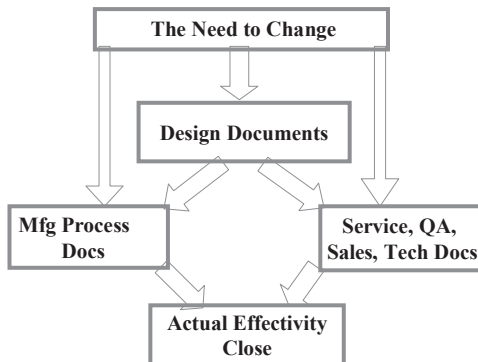 The Need to Change
Design Documents
Mfg Process
Docs
Service, QA,
Sales, Tech Docs
Actual Effectivity
Close